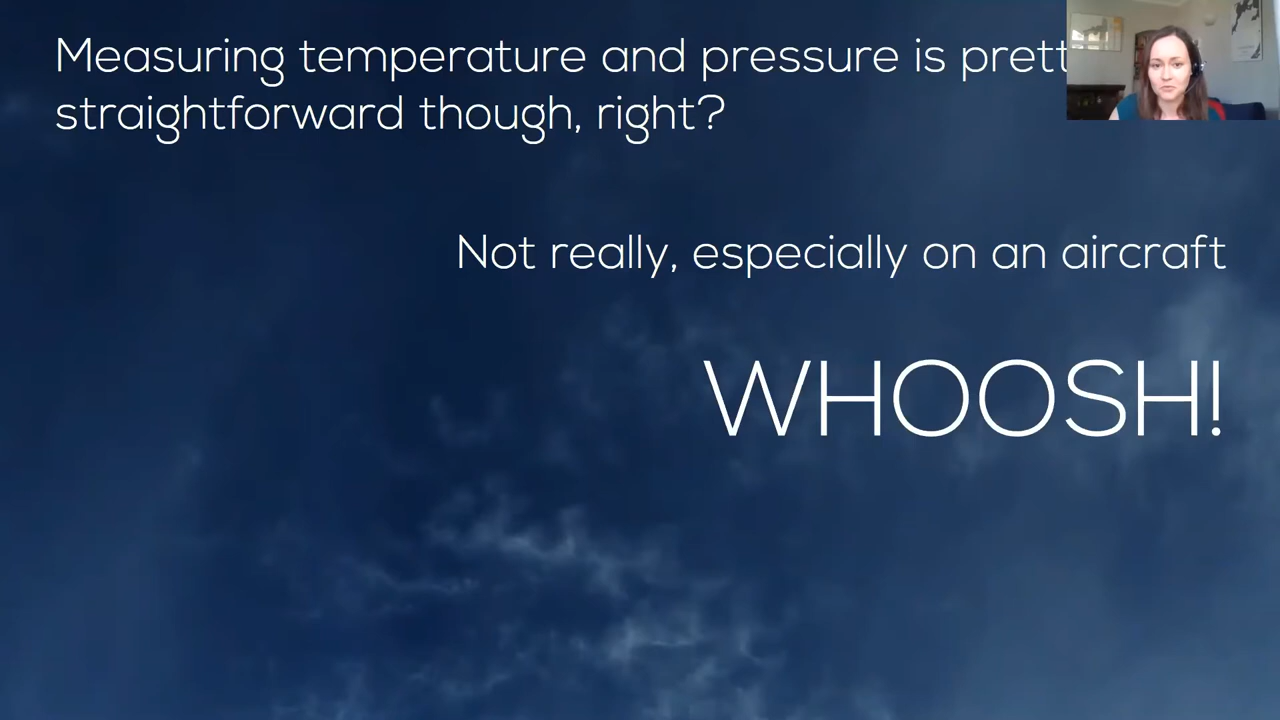 Measuring temperature and pressure is prett
straightforward though, right?
Not really, especially on an aircraft
WHOOSH!